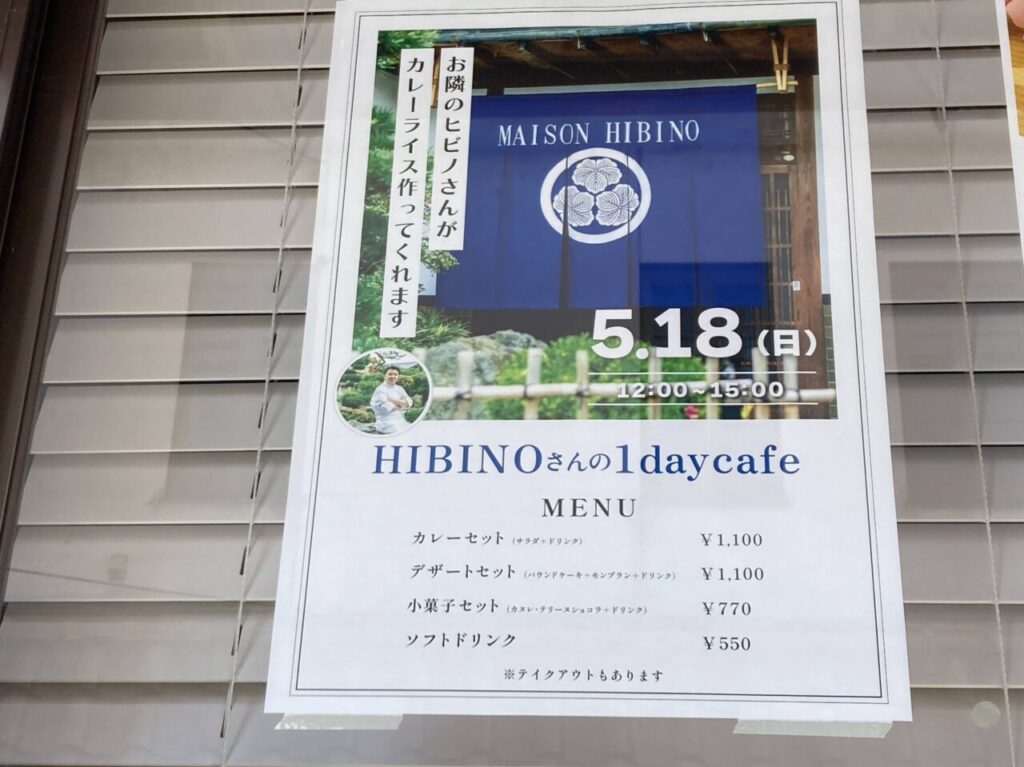 お隣のヒビノさんが
カレーライス作ってくれます
MAISON HIBINO
5.18（日）
12:00~15:00
HIBINOさんの1daycafe
MENU
カレーセット（サラダ+ドリンク） ￥1,100
デザートセット（パウンドケーキ+モンブラン+ドリンク） ￥1,100
小菓子セット（カヌレ・テリーヌショコラ+ドリンク） ￥770
ソフトドリンク ￥550
※テイクアウトもあります